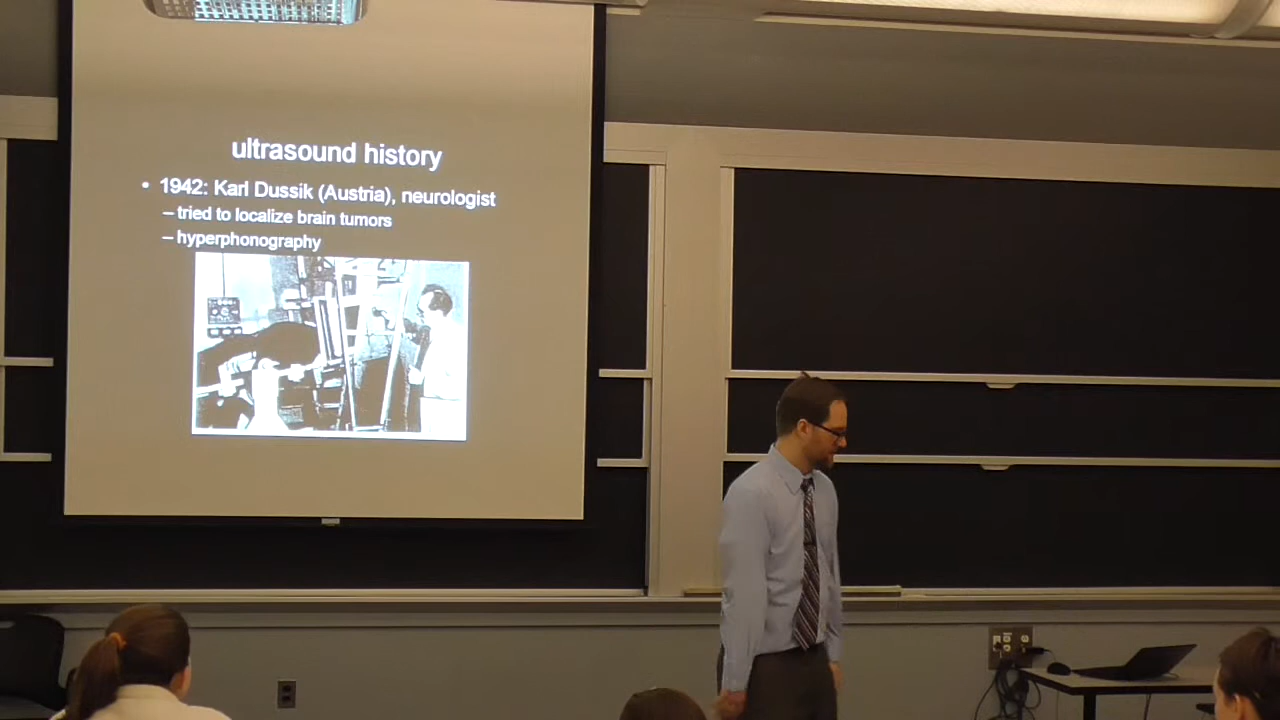 ultrasound history
• 1942: Karl Dussik (Austria), neurologist
– tried to localize brain tumors
– hyperphonography